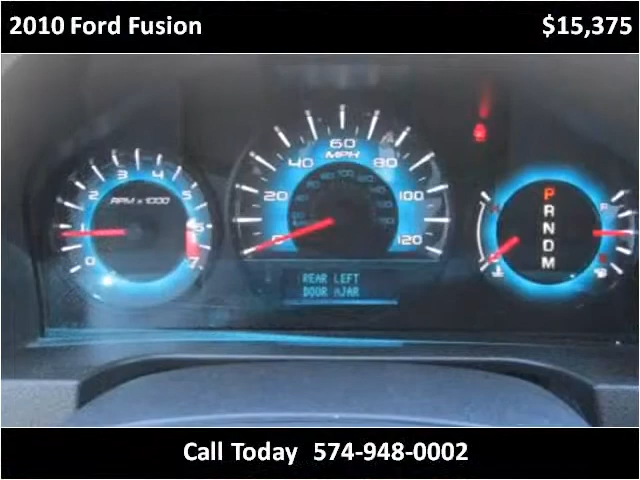 2010 Ford Fusion $15,375
60
MPH
40 80
20 100
0 120
3 4
2 5
RPM x 1000
1 6
0 7
100
P
R
N
D
M
F
REAR LEFT
DOOR AJAR
Call Today 574-948-0002